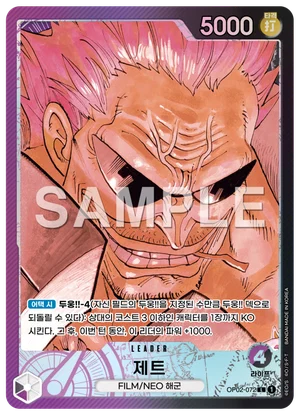 5000
타격
打
SAMPLE
어택 시 두웅!!-4(자신 필드의 두웅!!을 지정된 수만큼 두웅!! 덱으로
되돌릴 수 있다): 상대의 코스트 3 이하인 캐릭터를 1장까지 KO
시킨다. 그 후, 이번 턴 동안, 이 리더의 파워 +1000.
LEADER
제트
FILM/NEO 해군
4
라이프
OP02-072 L